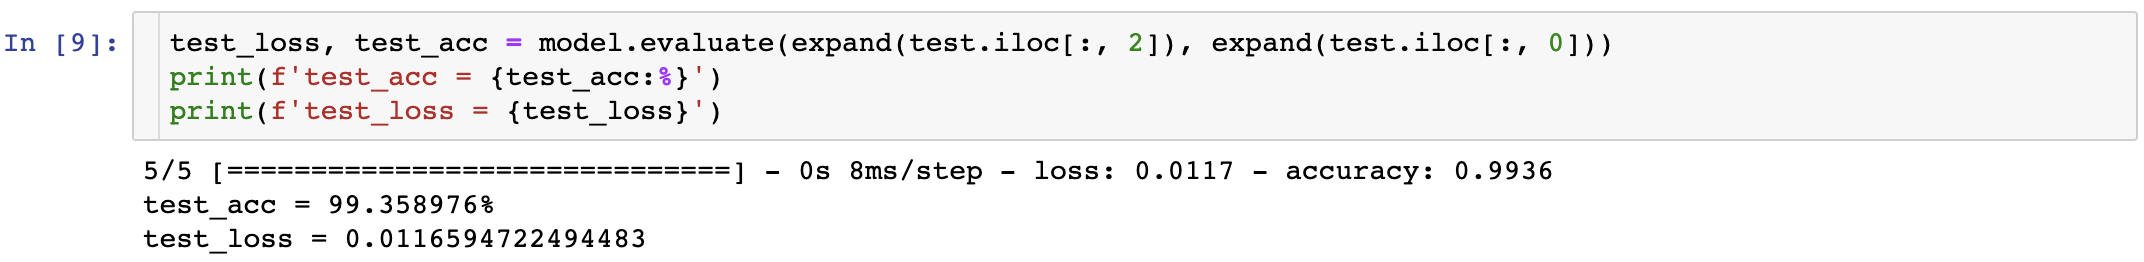 In [9]: test_loss, test_acc = model.evaluate(expand(test.iloc[:, 2]), expand(test.iloc[:, 0]))
print(f'test_acc = {test_acc:%}')
print(f'test_loss = {test_loss}')
5/5 [==============================] - 0s 8ms/step - loss: 0.0117 - accuracy: 0.9936
test_acc = 99.358976%
test_loss = 0.0116594722494483